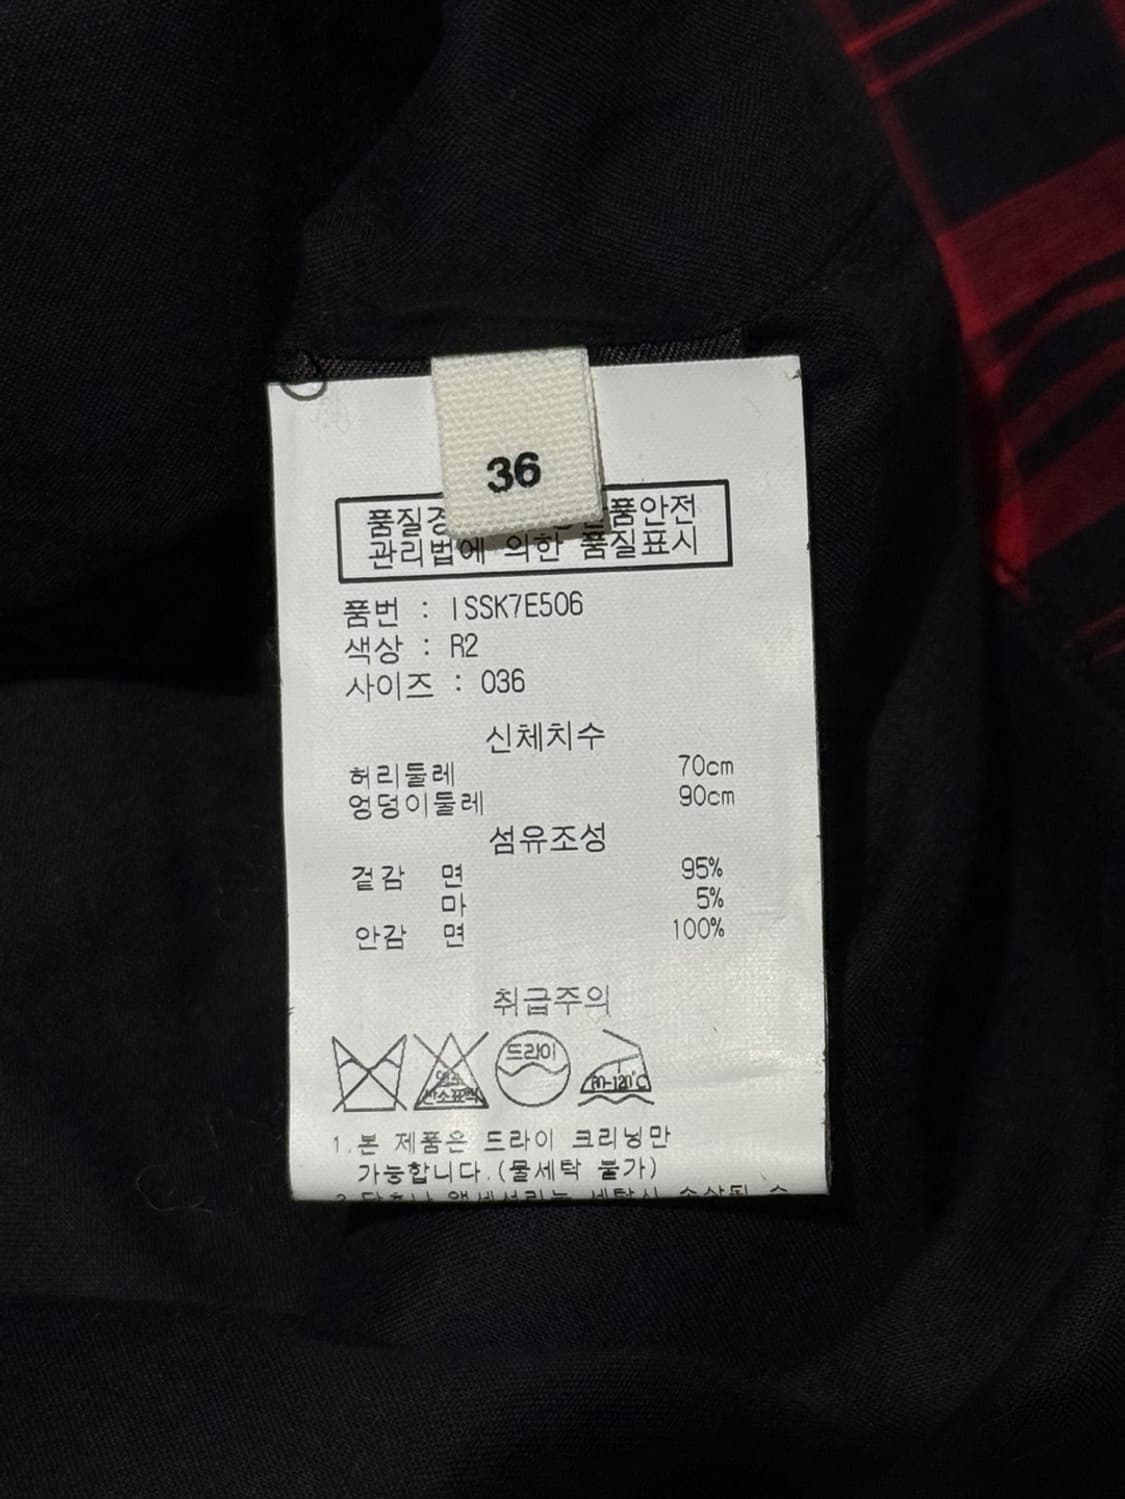 36
품질경 품안전
관리법에 의한 품질표시
품번 : ISSK7E506
색상 : R2
사이즈 : 036
신체치수
허리둘레 70cm
엉덩이둘레 90cm
섬유조성
겉감 면 95%
마 5%
안감 면 100%
취급주의
드라이
80-120℃
1.본 제품은 드라이 크리닝만
가능합니다.(물세탁 불가)